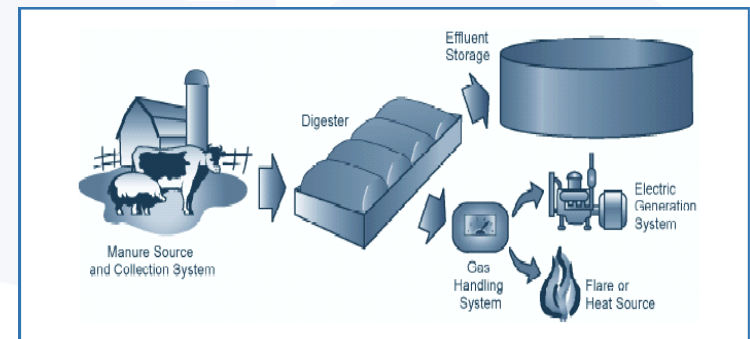 Effluent
Storage
Digester
Manure Source
and Collection System
Gas
Handling
System
Electric
Generation
System
Flare or
Heat Source